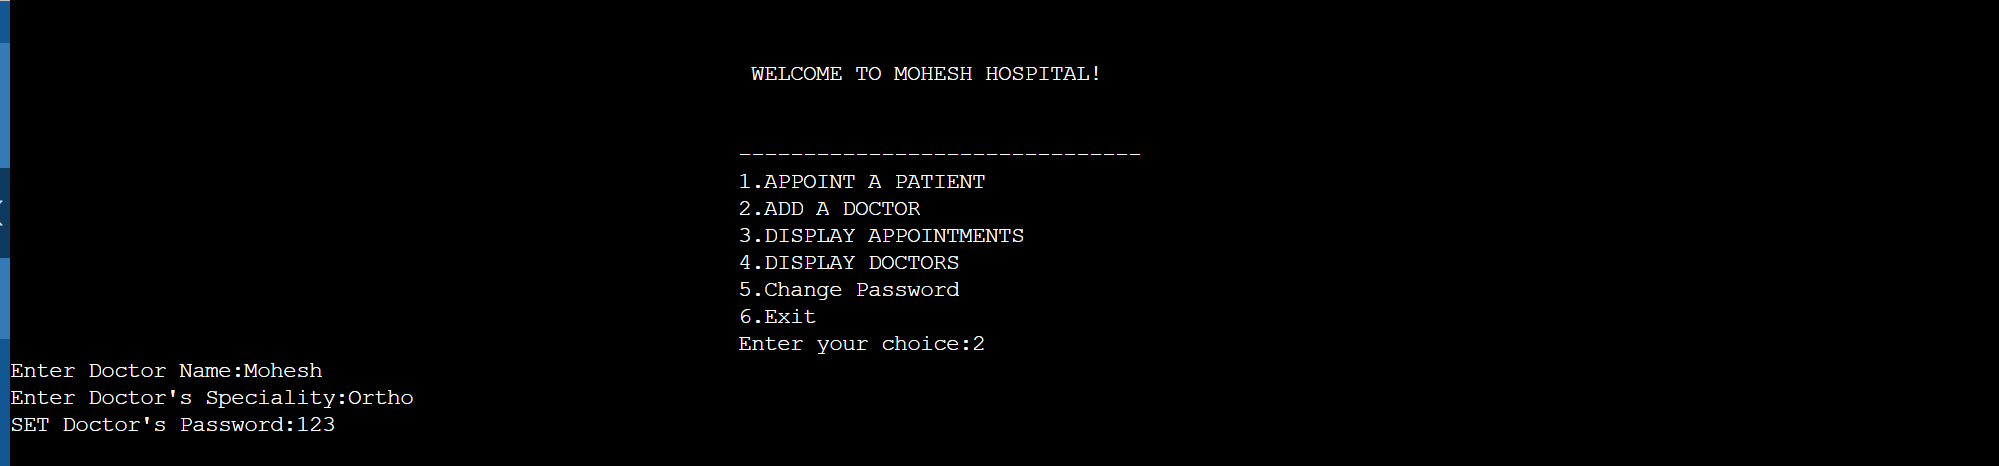 WELCOME TO MOHESH HOSPITAL!
-------------------------------
1.APPOINT A PATIENT
2.ADD A DOCTOR
3.DISPLAY APPOINTMENTS
4.DISPLAY DOCTORS
5.Change Password
6.Exit
Enter your choice:2
Enter Doctor Name:Mohesh
Enter Doctor's Speciality:Ortho
SET Doctor's Password:123